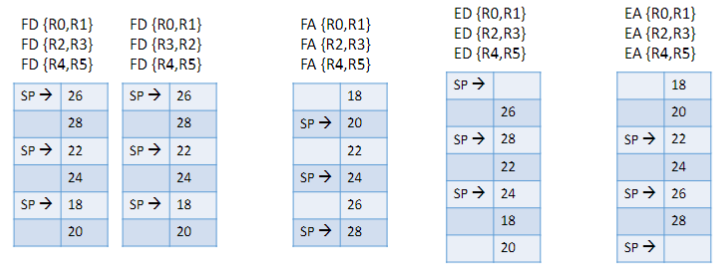 FD {R0,R1}
FD {R2,R3}
FD {R4,R5}
SP → 26
28
SP → 22
24
SP → 18
20
FD {R0,R1}
FD {R3,R2}
FD {R4,R5}
SP → 26
28
SP → 22
24
SP → 18
20
FA {R0,R1}
FA {R2,R3}
FA {R4,R5}
18
SP → 20
22
SP → 24
26
SP → 28
ED {R0,R1}
ED {R2,R3}
ED {R4,R5}
SP →
26
SP → 28
22
SP → 24
18
20
EA {R0,R1}
EA {R2,R3}
EA {R4,R5}
18
20
SP → 22
24
SP → 26
28
SP →